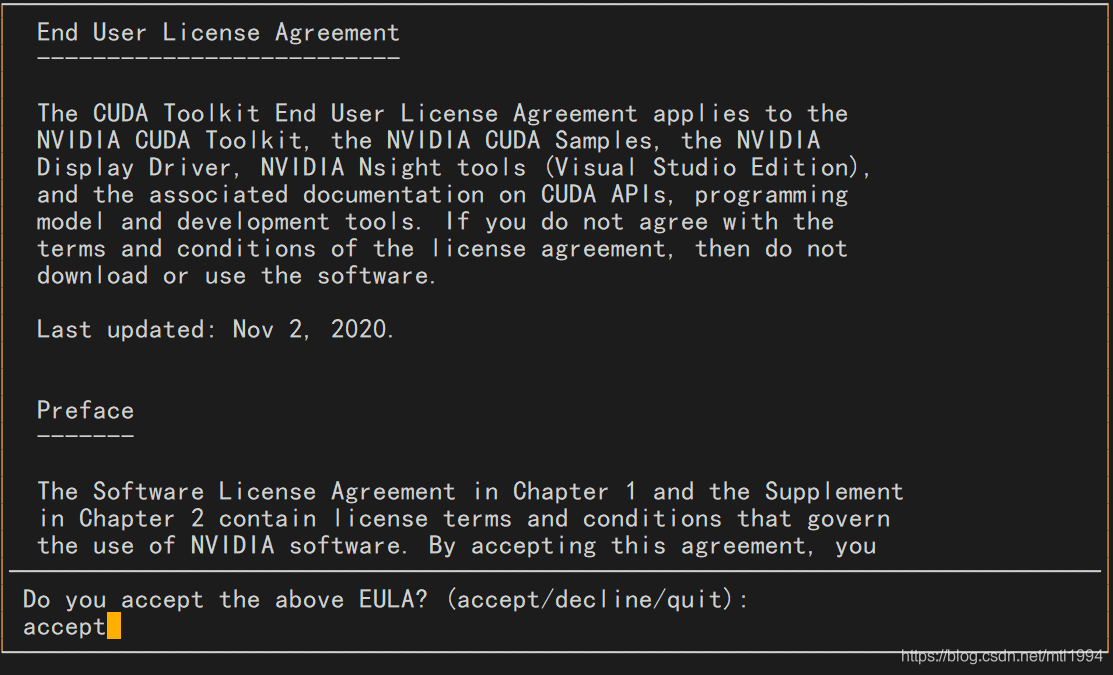 End User License Agreement
--------------------------
The CUDA Toolkit End User License Agreement applies to the
NVIDIA CUDA Toolkit, the NVIDIA CUDA Samples, the NVIDIA
Display Driver, NVIDIA Nsight tools (Visual Studio Edition),
and the associated documentation on CUDA APIs, programming
model and development tools. If you do not agree with the
terms and conditions of the license agreement, then do not
download or use the software.
Last updated: Nov 2, 2020.
Preface
-------
The Software License Agreement in Chapter 1 and the Supplement
in Chapter 2 contain license terms and conditions that govern
the use of NVIDIA software. By accepting this agreement, you
Do you accept the above EULA? (accept/decline/quit):
accept
https://blog.csdn.net/mtl1994